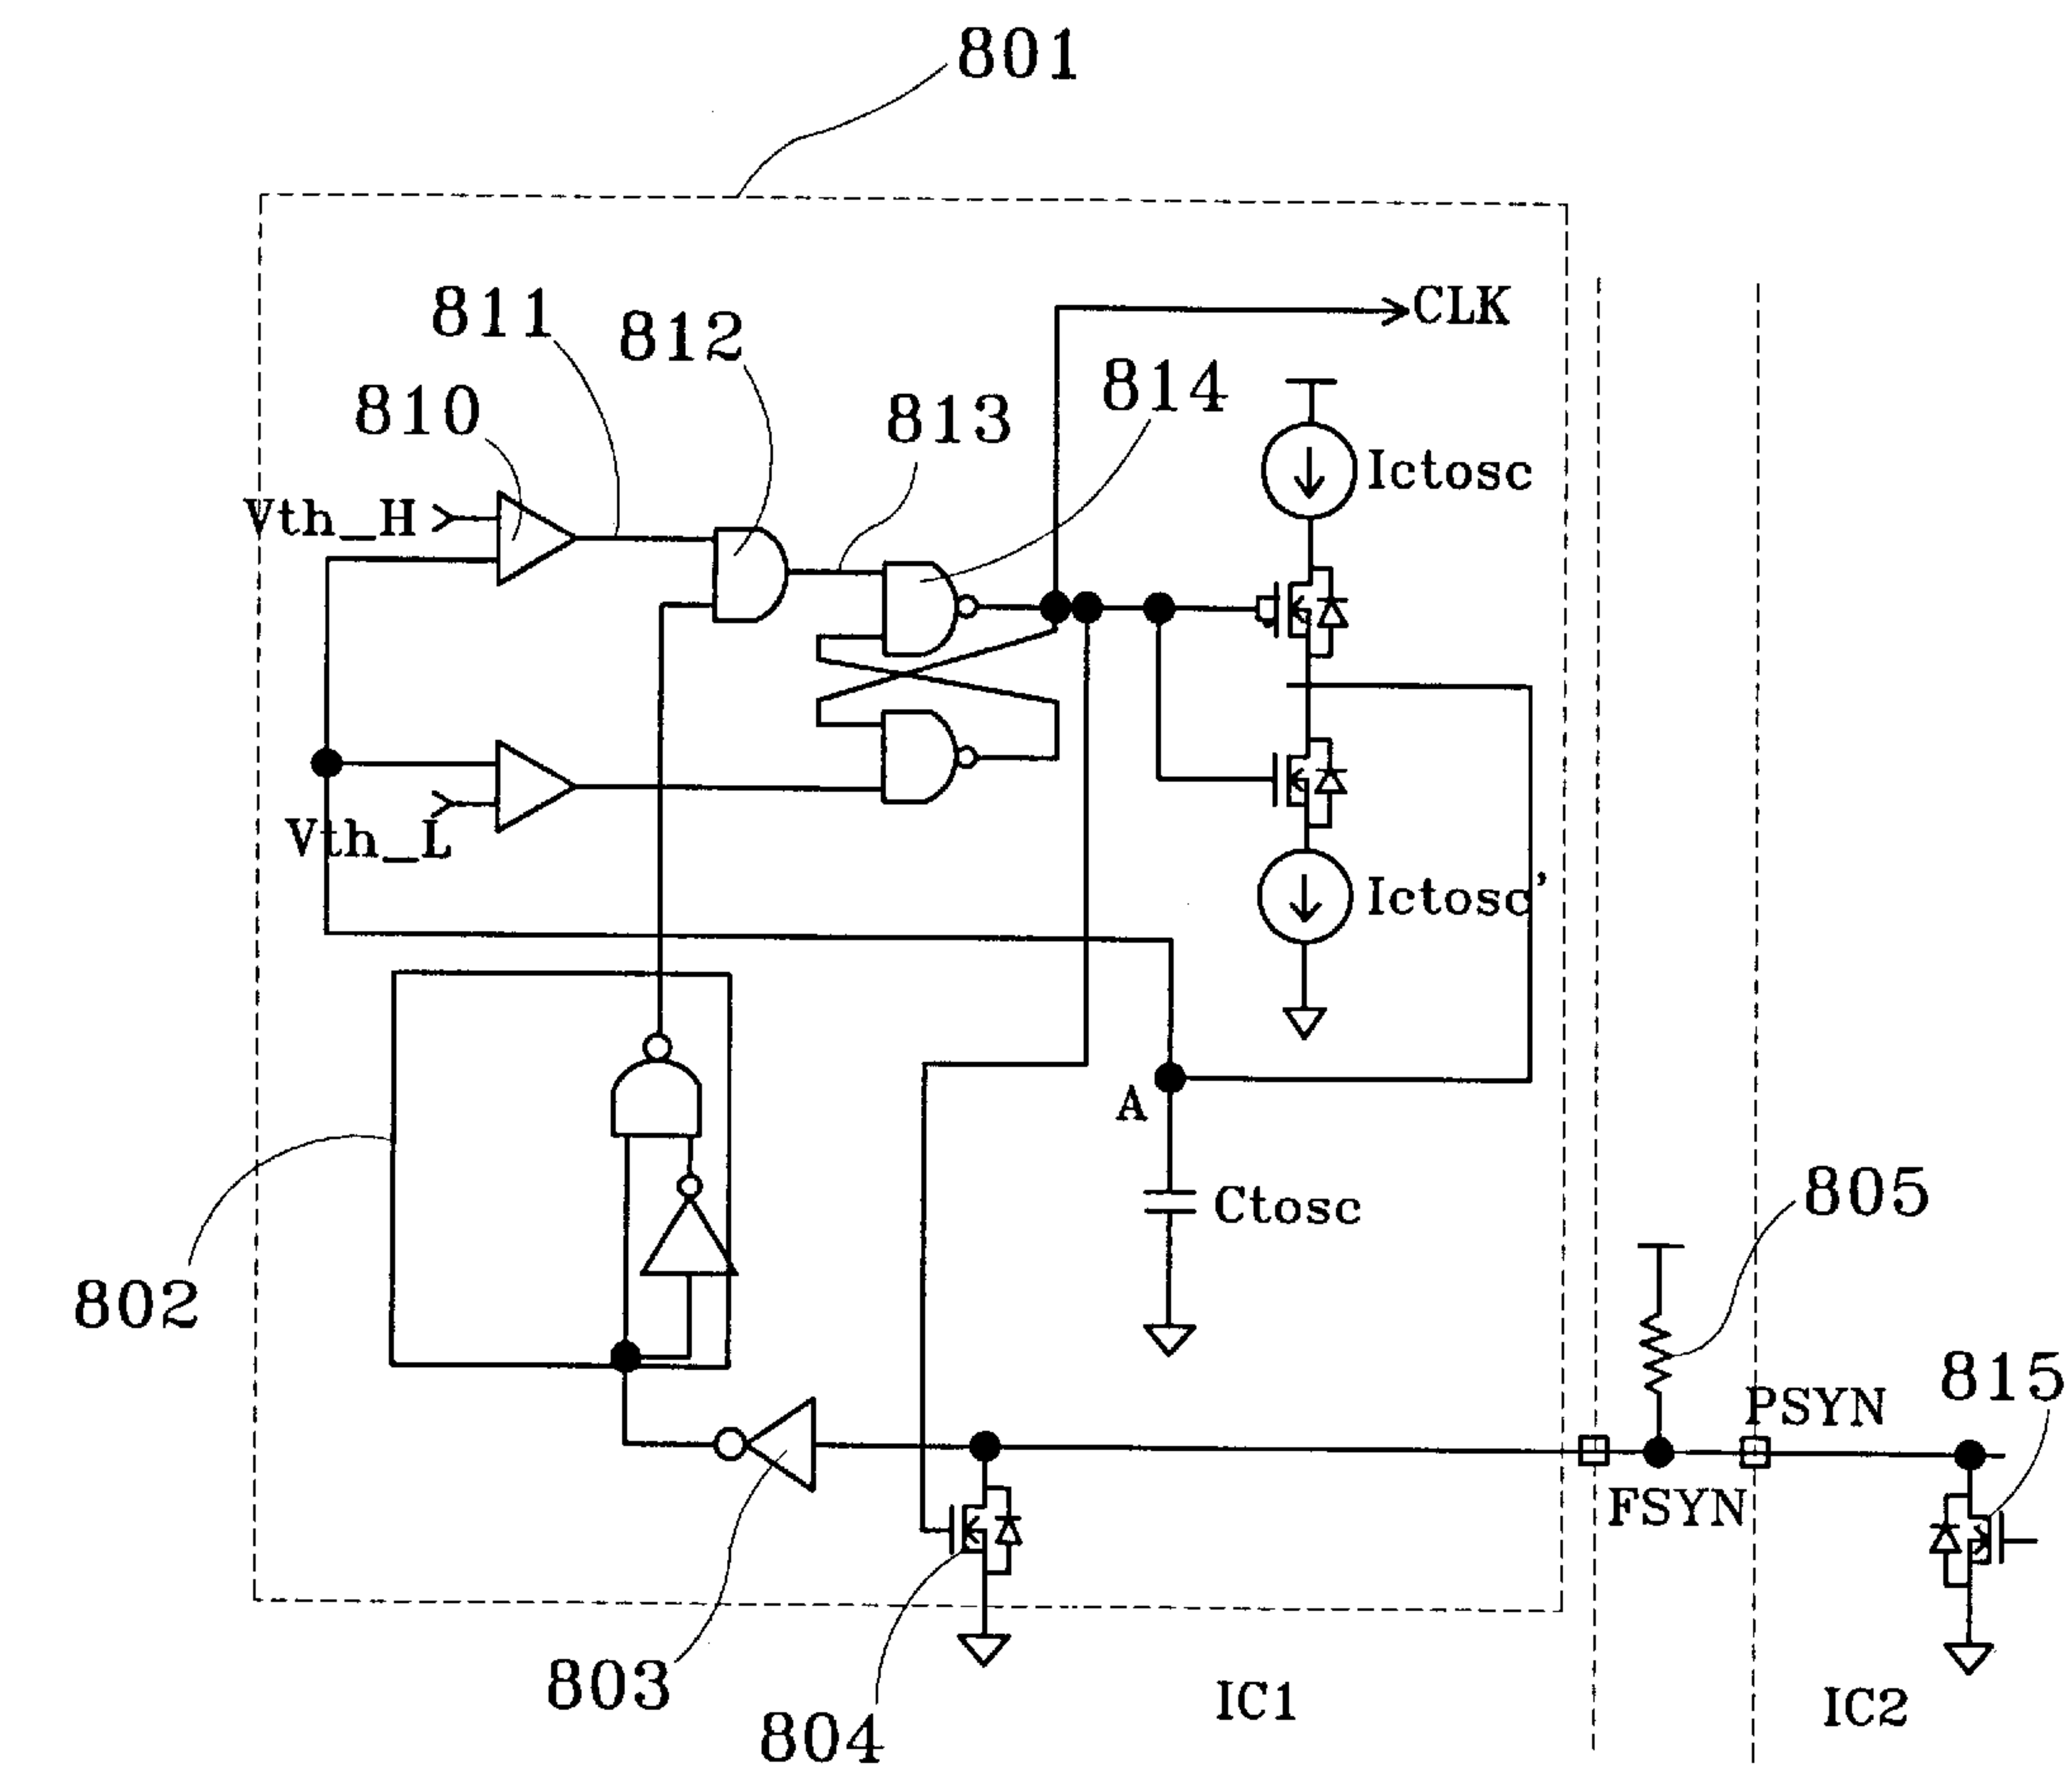 801
CLK
811
812
814
810
813
Vth_H
Ictosc
Vth_L
Ictosc'
A
Ctosc
805
802
PSYN
815
FSYN
803
804
IC1
IC2